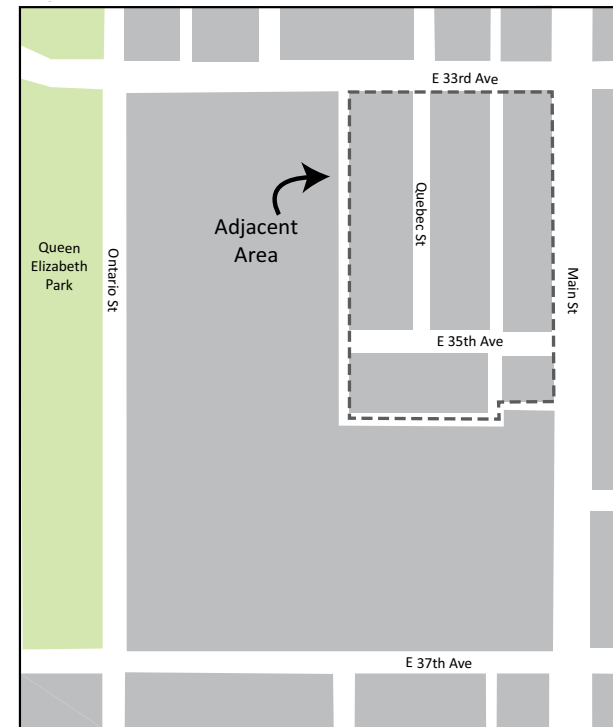 E 33rd Ave
Quebec St
Adjacent
Area
Queen
Elizabeth
Park
Ontario St
Main St
E 35th Ave
E 37th Ave